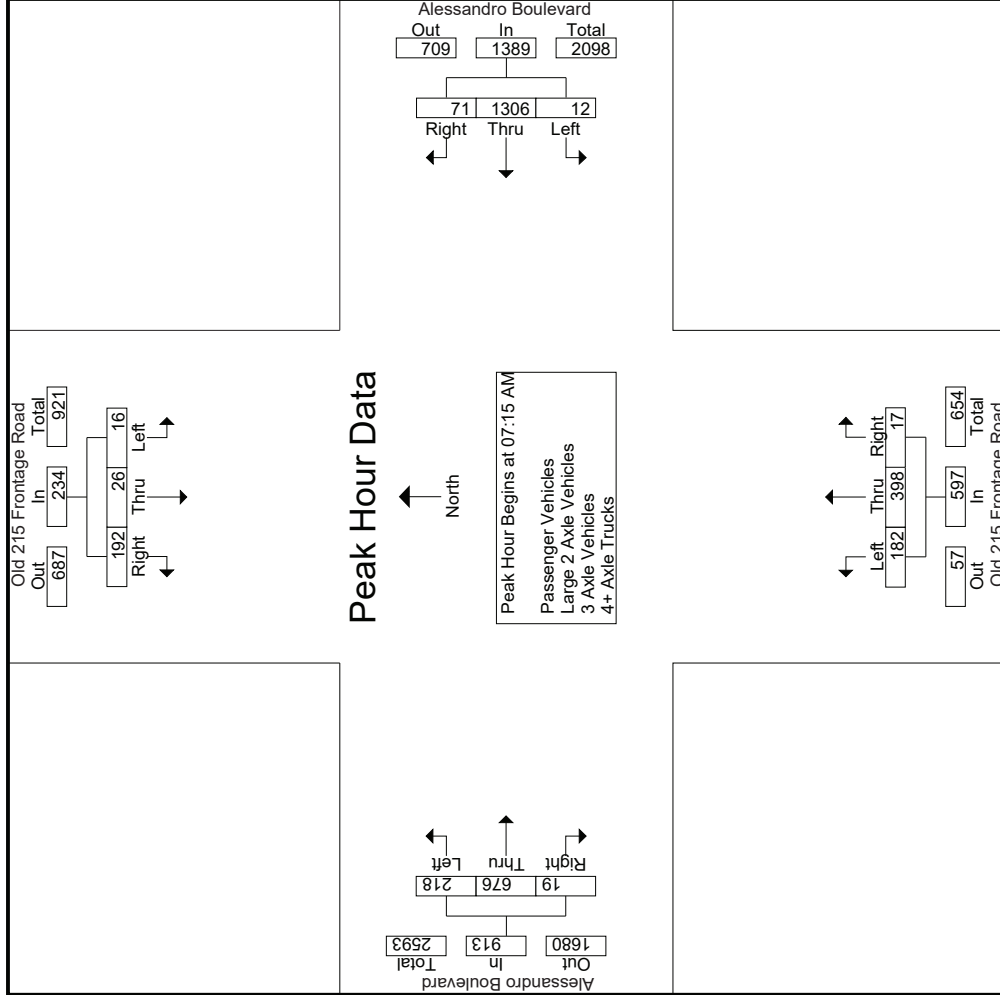 Alessandro Boulevard
Out In Total
709 1389 2098
71 1306 12
Right Thru Left
Old 215 Frontage Road
Out In Total
687 234 921
192 26 16
Right Thru Left
Peak Hour Data
North
Peak Hour Begins at 07:15 AM
Passenger Vehicles
Large 2 Axle Vehicles
3 Axle Vehicles
4+ Axle Trucks
Left Thru Right
182 398 17
57 597 654
Out In Total
Old 215 Frontage Road
Left Thru Right
218 676 19
2593 913 1680
Total In Out
Alessandro Boulevard